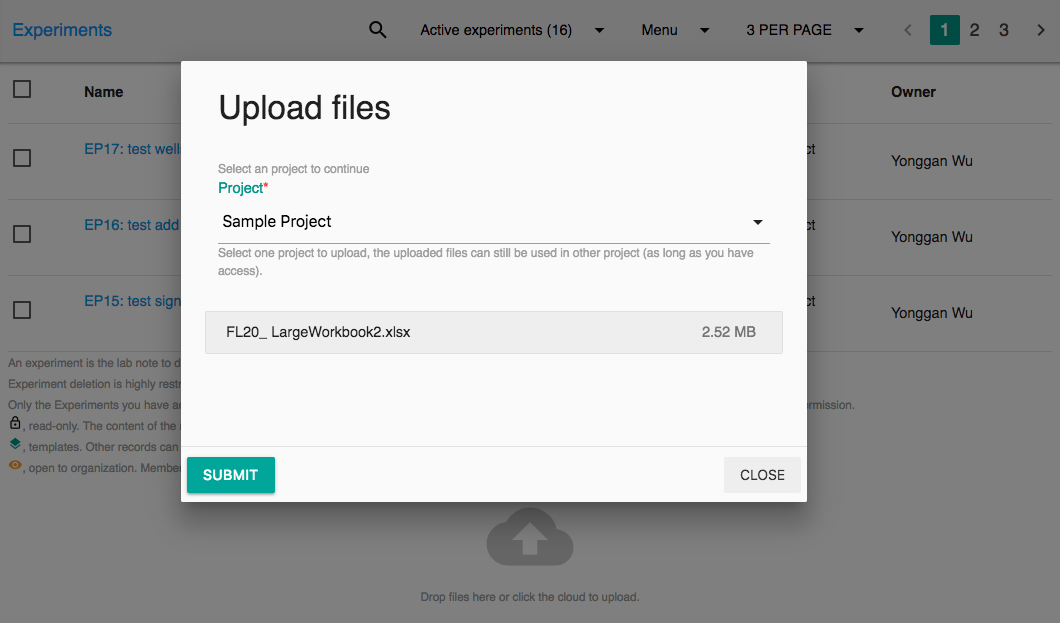 Experiments
Active experiments (16)
Menu
3 PER PAGE
1 2 3
Name
Owner
EP17: test well
ct
Yonggan Wu
EP16: test add
ct
Yonggan Wu
EP15: test sign
ct
Yonggan Wu
An experiment is the lab note to d
Experiment deletion is highly restr
Only the Experiments you have a
rmission.
, read-only. The content of the
, templates. Other records can
, open to organization. Member
Upload files
Select an project to continue
Project*
Sample Project
Select one project to upload, the uploaded files can still be used in other project (as long as you have
access).
FL20_ LargeWorkbook2.xlsx 2.52 MB
SUBMIT
CLOSE
Drop files here or click the cloud to upload.